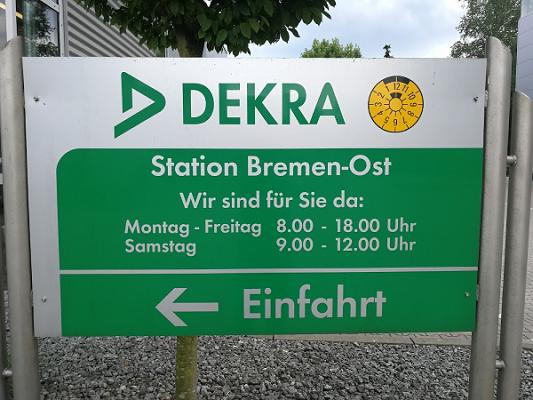 DEKRA
Station Bremen-Ost
Wir sind für Sie da:
Montag - Freitag 8.00 - 18.00 Uhr
Samstag 9.00 - 12.00 Uhr
Einfahrt